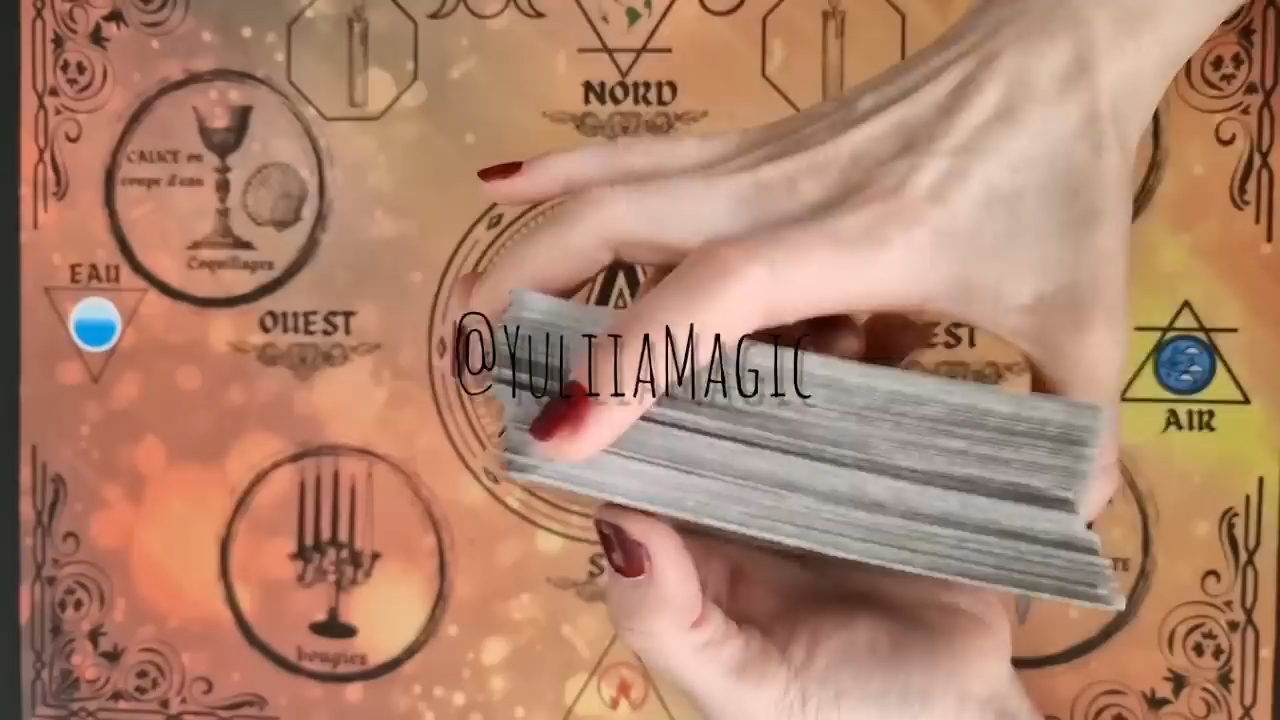 NORD
CALICE ou
coupe d'eau
Coquillages
EAU
OUEST
@YuliiaMagic
EST
AIR
bougies